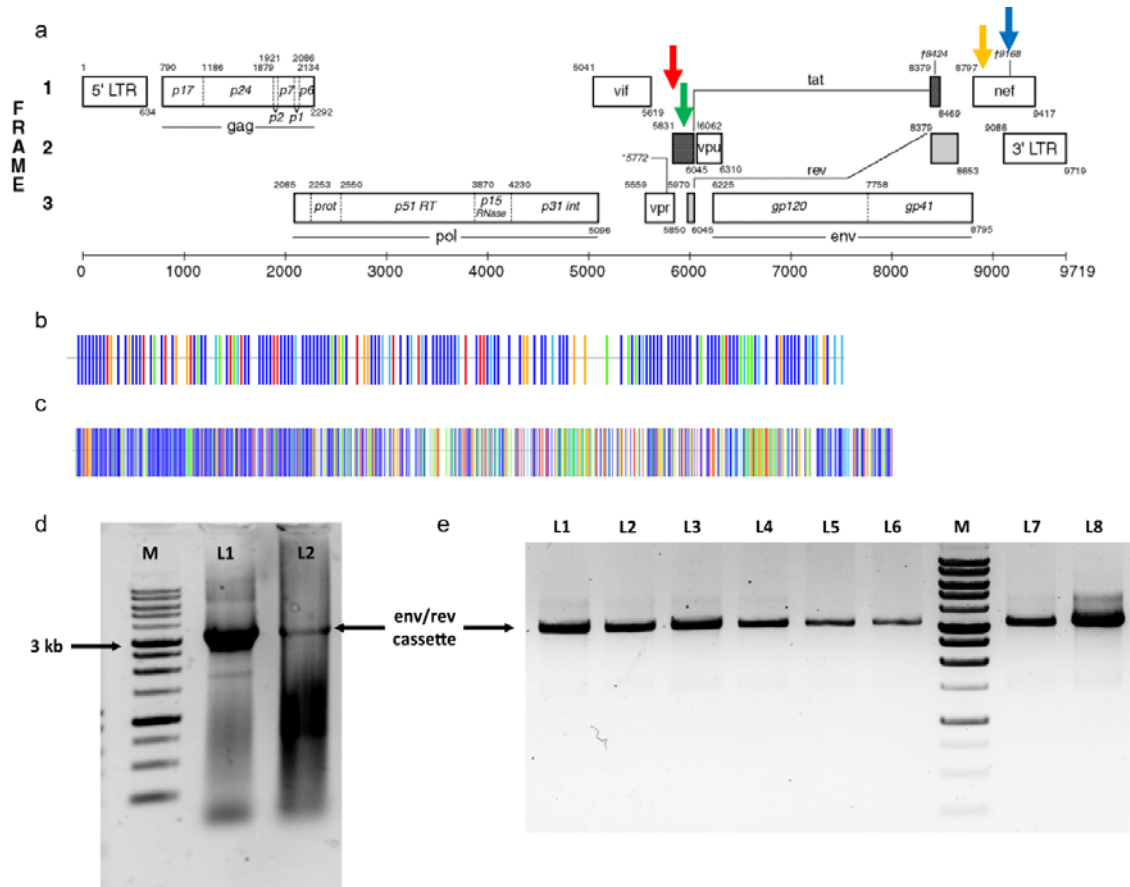 a
1 790 1186 1921 1879 2086 2134 5041 †8424 8379 8797 †9168
FRAME
1 5' LTR p17 p24 p7 p6 vif tat nef
634 p2 p1 2292 5619 8469 9417
gag
5831 !6062 8379 9086
2 vpu 3' LTR
*5772 6045 6310 rev 8653 9719
2085 2253 2550 3870 4230 5559 5970 6225 7758
3 prot p51 RT p15 RNase p31 int vpr gp120 gp41
5096 5850 6045 8795
pol env
0 1000 2000 3000 4000 5000 6000 7000 8000 9000 9719
b
c
d
M L1 L2
3 kb
env/rev
cassette
e
L1 L2 L3 L4 L5 L6 M L7 L8